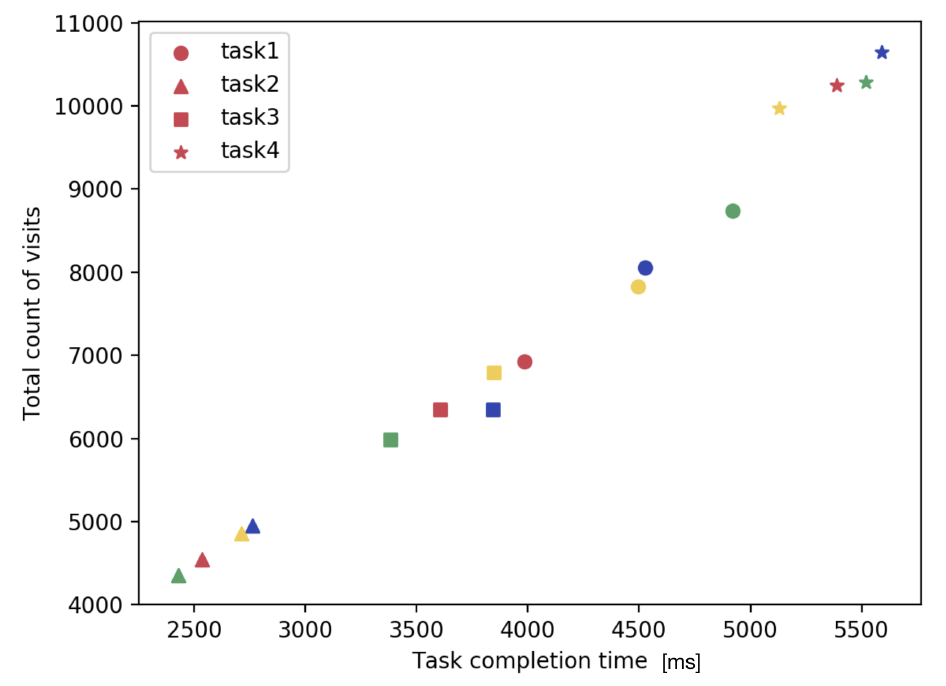 11000
10000
9000
8000
7000
6000
5000
4000
Total count of visits
task1
task2
task3
task4
2500 3000 3500 4000 4500 5000 5500
Task completion time [ms]